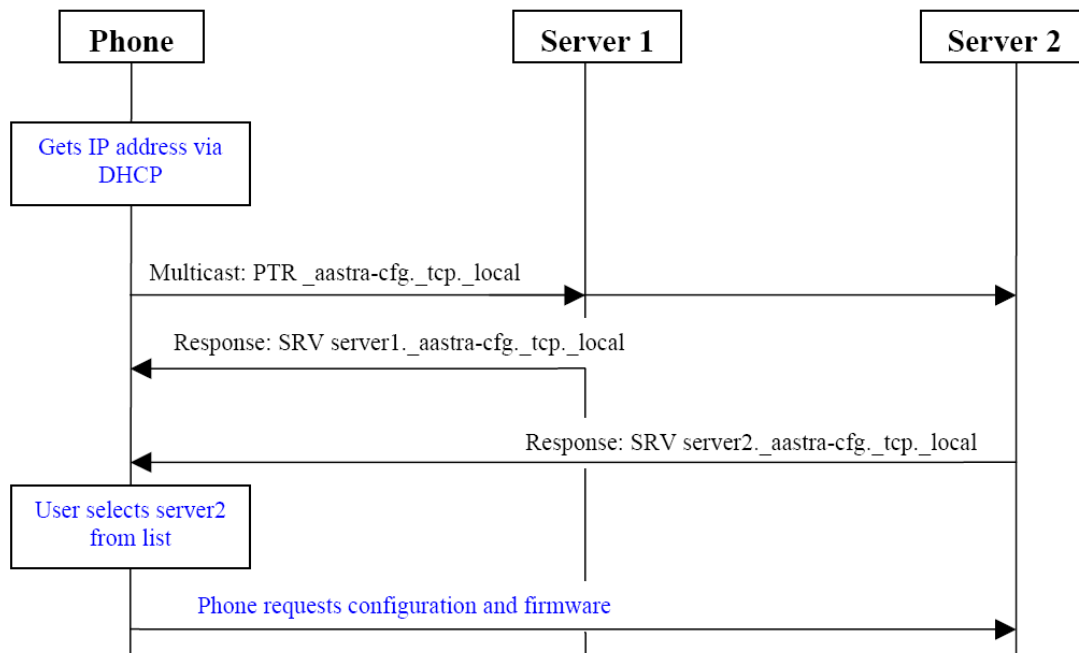 Phone
Server 1
Server 2
Gets IP address via
DHCP
Multicast: PTR _aastra-cfg._tcp._local
Response: SRV server1._aastra-cfg._tcp._local
Response: SRV server2._aastra-cfg._tcp._local
User selects server2
from list
Phone requests configuration and firmware